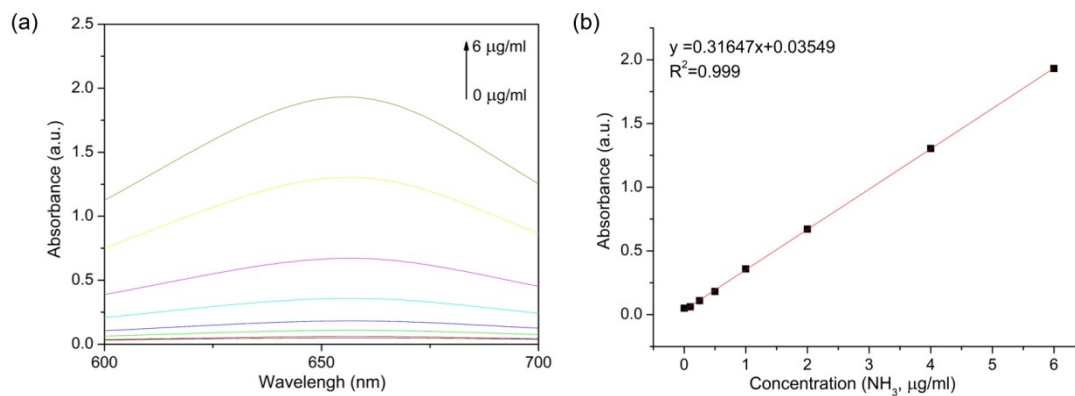 (a)
2.5
2.0
1.5
1.0
0.5
0.0
Absorbance (a.u.)
6 μg/ml
0 μg/ml
600
650
700
Wavelengh (nm)
(b)
y =0.31647x+0.03549
R²=0.999
2.0
1.5
1.0
0.5
0.0
Absorbance (a.u.)
0
1
2
3
4
5
6
Concentration (NH₃, μg/ml)